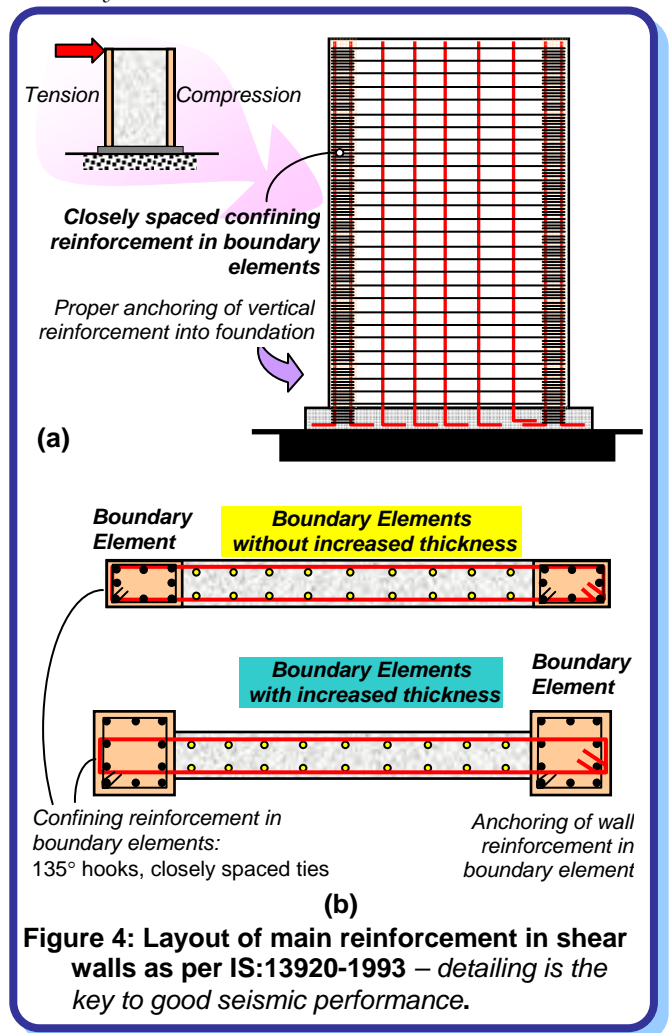 Tension
Compression
Closely spaced confining
reinforcement in boundary
elements
Proper anchoring of vertical
reinforcement into foundation
(a)
Boundary
Element
Boundary Elements
without increased thickness
Boundary Elements
with increased thickness
Boundary
Element
Confining reinforcement in
boundary elements:
135° hooks, closely spaced ties
Anchoring of wall
reinforcement in
boundary element
(b)
Figure 4: Layout of main reinforcement in shear
walls as per IS:13920-1993 – detailing is the
key to good seismic performance.